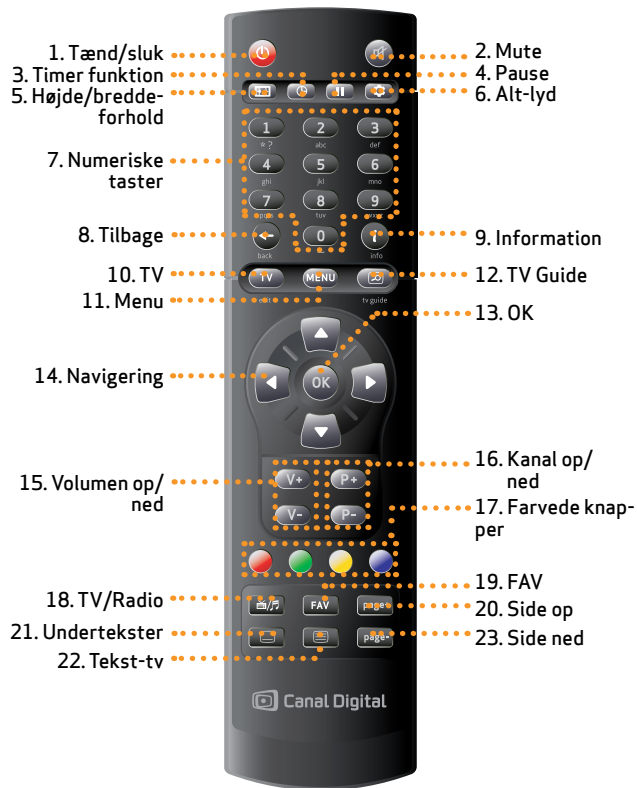 1. Tænd/sluk
2. Mute
3. Timer funktion
4. Pause
5. Højde/bredde-
forhold
6. Alt-lyd
1 2 3
* ? abc def
7. Numeriske
taster
4 5 6
ghi jkl mno
7 8 9
tuv
8. Tilbage
0
i
9. Information
back info
10. TV
TV MENU
12. TV Guide
11. Menu
tv guide
13. OK
14. Navigering
OK
15. Volumen op/
ned
V+ P+
V- P-
16. Kanal op/
ned
17. Farvede knap-
per
18. TV/Radio
FAV
19. FAV
20. Side op
21. Undertekster
page-
23. Side ned
22. Tekst-tv
Canal Digital